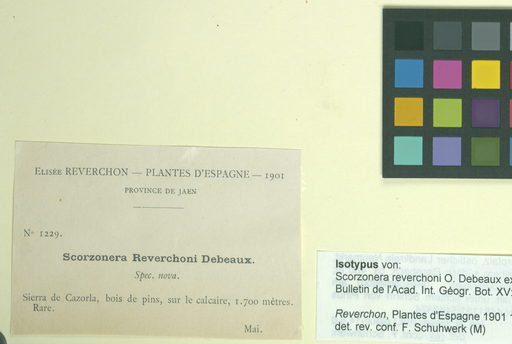 Elisée REVERCHON — PLANTES D'ESPAGNE — 1901
PROVINCE DE JAEN
No 1229.
Scorzonera Reverchoni Debeaux.
Spec. nova.
Sierra de Cazorla, bois de pins, sur le calcaire, 1.700 mètres.
Rare.
Mai.
Isotypus von:
Scorzonera reverchoni O. Debeaux ex
Bulletin de l'Acad. Int. Géogr. Bot. XV:
Reverchon, Plantes d'Espagne 1901
det. rev. conf. F. Schuhwerk (M)